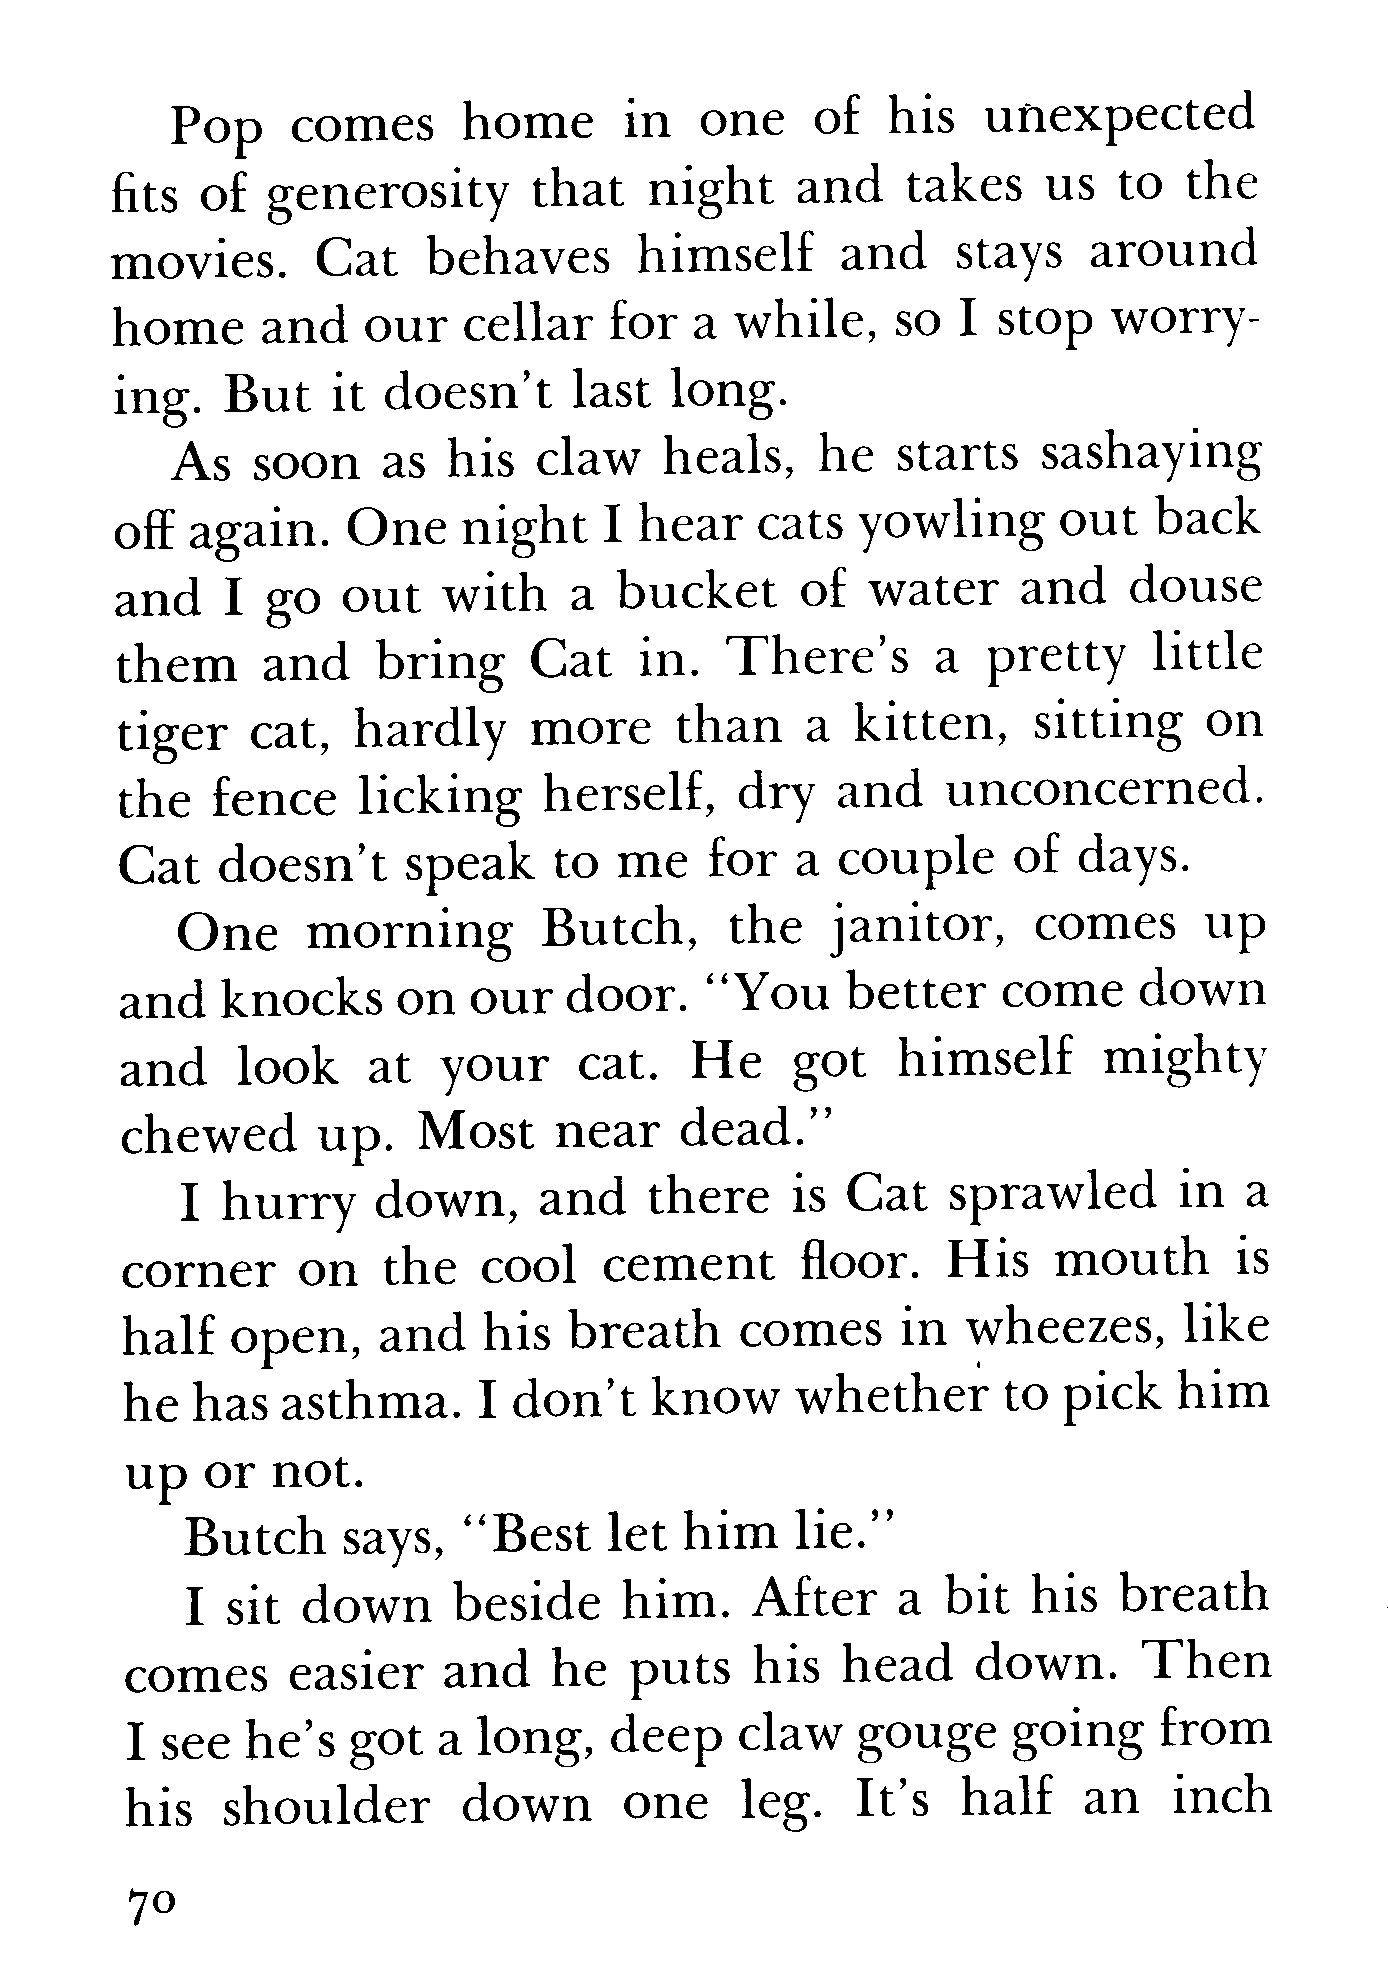 Pop comes home in one of his unexpected
fits of generosity that night and takes us to the
movies. Cat behaves himself and stays around
home and our cellar for a while, so I stop worry-
ing. But it doesn't last long.
As soon as his claw heals, he starts sashaying
off again. One night I hear cats yowling out back
and I go out with a bucket of water and douse
them and bring Cat in. There's a pretty little
tiger cat, hardly more than a kitten, sitting on
the fence licking herself, dry and unconcerned.
Cat doesn't speak to me for a couple of days.
One morning Butch, the janitor, comes up
and knocks on our door. "You better come down
and look at your cat. He got himself mighty
chewed up. Most near dead."
I hurry down, and there is Cat sprawled in a
corner on the cool cement floor. His mouth is
half open, and his breath comes in wheezes, like
he has asthma. I don't know whether to pick him
up or not.
Butch says, "Best let him lie."
I sit down beside him. After a bit his breath
comes easier and he puts his head down. Then
I see he's got a long, deep claw gouge going from
his shoulder down one leg. It's half an inch
70